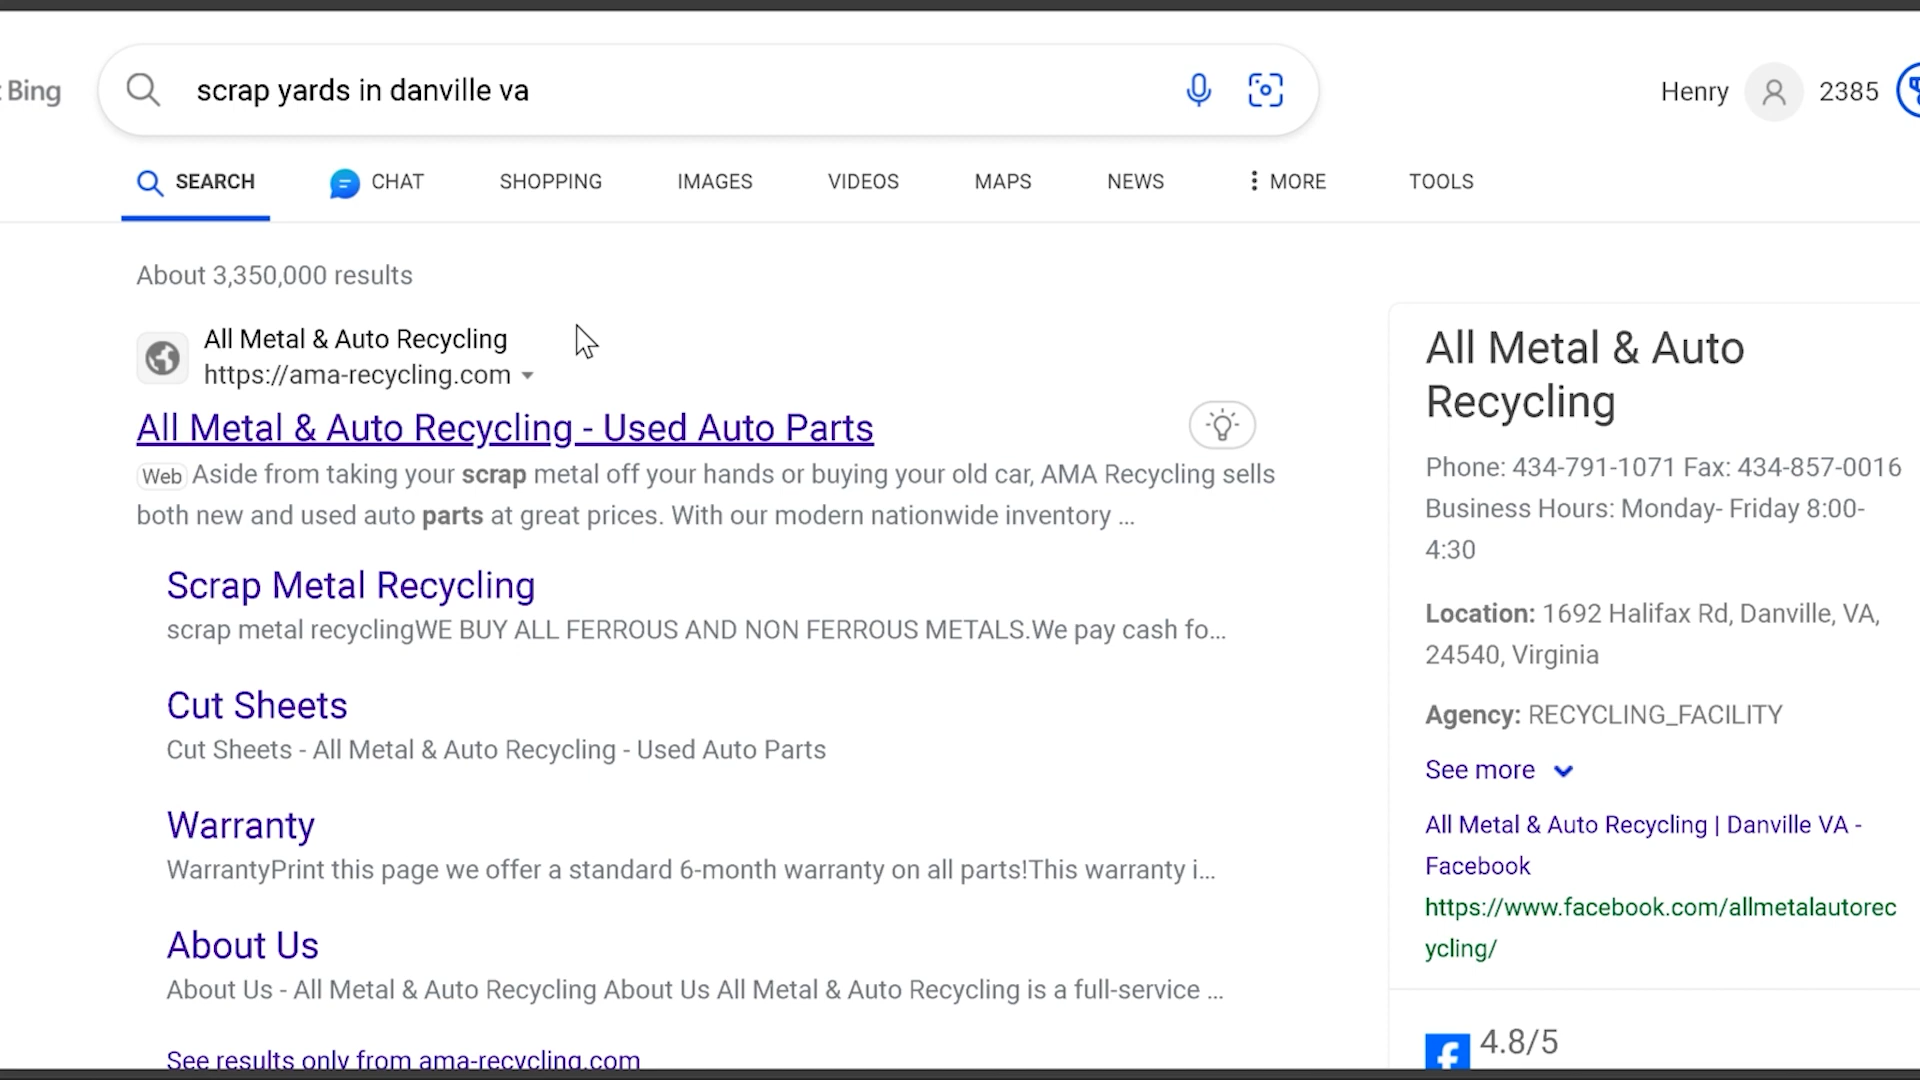 Bing
scrap yards in danville va
Henry
2385
SEARCH
CHAT
SHOPPING
IMAGES
VIDEOS
MAPS
NEWS
MORE
TOOLS
About 3,350,000 results
All Metal & Auto Recycling
https://ama-recycling.com
All Metal & Auto Recycling - Used Auto Parts
Web Aside from taking your scrap metal off your hands or buying your old car, AMA Recycling sells
both new and used auto parts at great prices. With our modern nationwide inventory ...
Scrap Metal Recycling
scrap metal recyclingWE BUY ALL FERROUS AND NON FERROUS METALS.We pay cash fo...
Cut Sheets
Cut Sheets - All Metal & Auto Recycling - Used Auto Parts
Warranty
WarrantyPrint this page we offer a standard 6-month warranty on all parts!This warranty i...
About Us
About Us - All Metal & Auto Recycling About Us All Metal & Auto Recycling is a full-service ...
See results only from ama-recycling.com
All Metal & Auto
Recycling
Phone: 434-791-1071 Fax: 434-857-0016
Business Hours: Monday- Friday 8:00-
4:30
Location: 1692 Halifax Rd, Danville, VA,
24540, Virginia
Agency: RECYCLING_FACILITY
See more
All Metal & Auto Recycling | Danville VA -
Facebook
https://www.facebook.com/allmetalautorec
ycling/
4.8/5